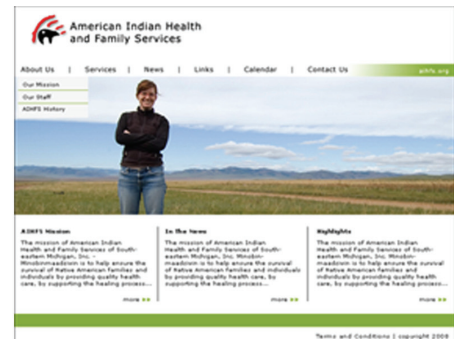 American Indian Health
and Family Services
About Us | Services | News | Links | Calendar | Contact Us
aihfs.org
Our Mission
Our Staff
AIHFS History
AIHFS Mission
The mission of American Indian
Health and Family Services of South-
eastern Michigan, Inc. -
Minobinmaadziwin is to help ensure the
survival of Native American families and
individuals by providing quality health
care, by supporting the healing process...
more
In The News
The mission of American Indian
Health and Family Services of South-
eastern Michigan, Inc. Minobin-
maadziwin is to help ensure the
survival of Native American families and individuals
by providing quality health
care, by supporting the healing process...
more
Highlights
The mission of American Indian
Health and Family Services of South-
eastern Michigan, Inc. Minobin-
maadziwin is to help ensure the
survival of Native American families and
individuals by providing quality health
care, by supporting the healing process...
more
Terms and Conditions | copyright 2008